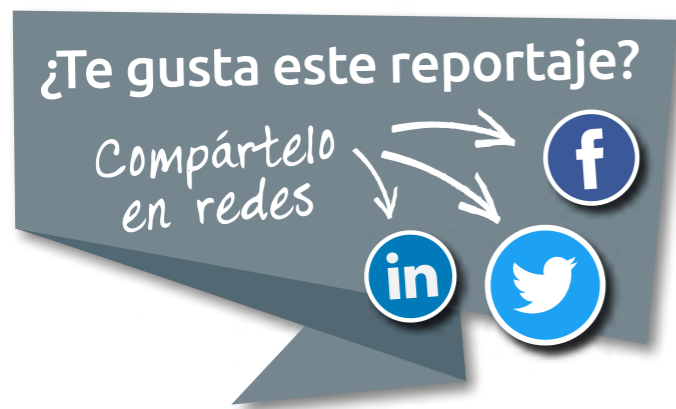 ¿Te gusta este reportaje?
Compártelo
en redes
f
in